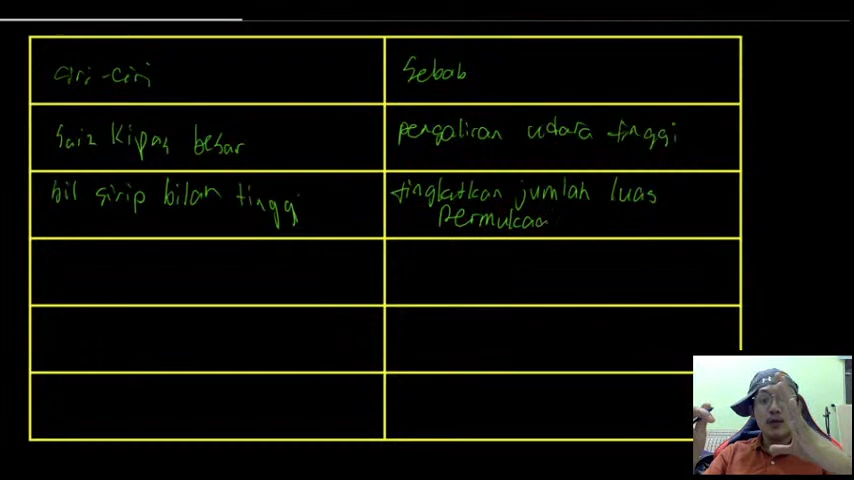 ciri-ciri
Sebab
Saiz Kipas besar
pengaliran udara tinggi
bil sirip bilan tinggi
tingkatkan jumlah luas
permukaan